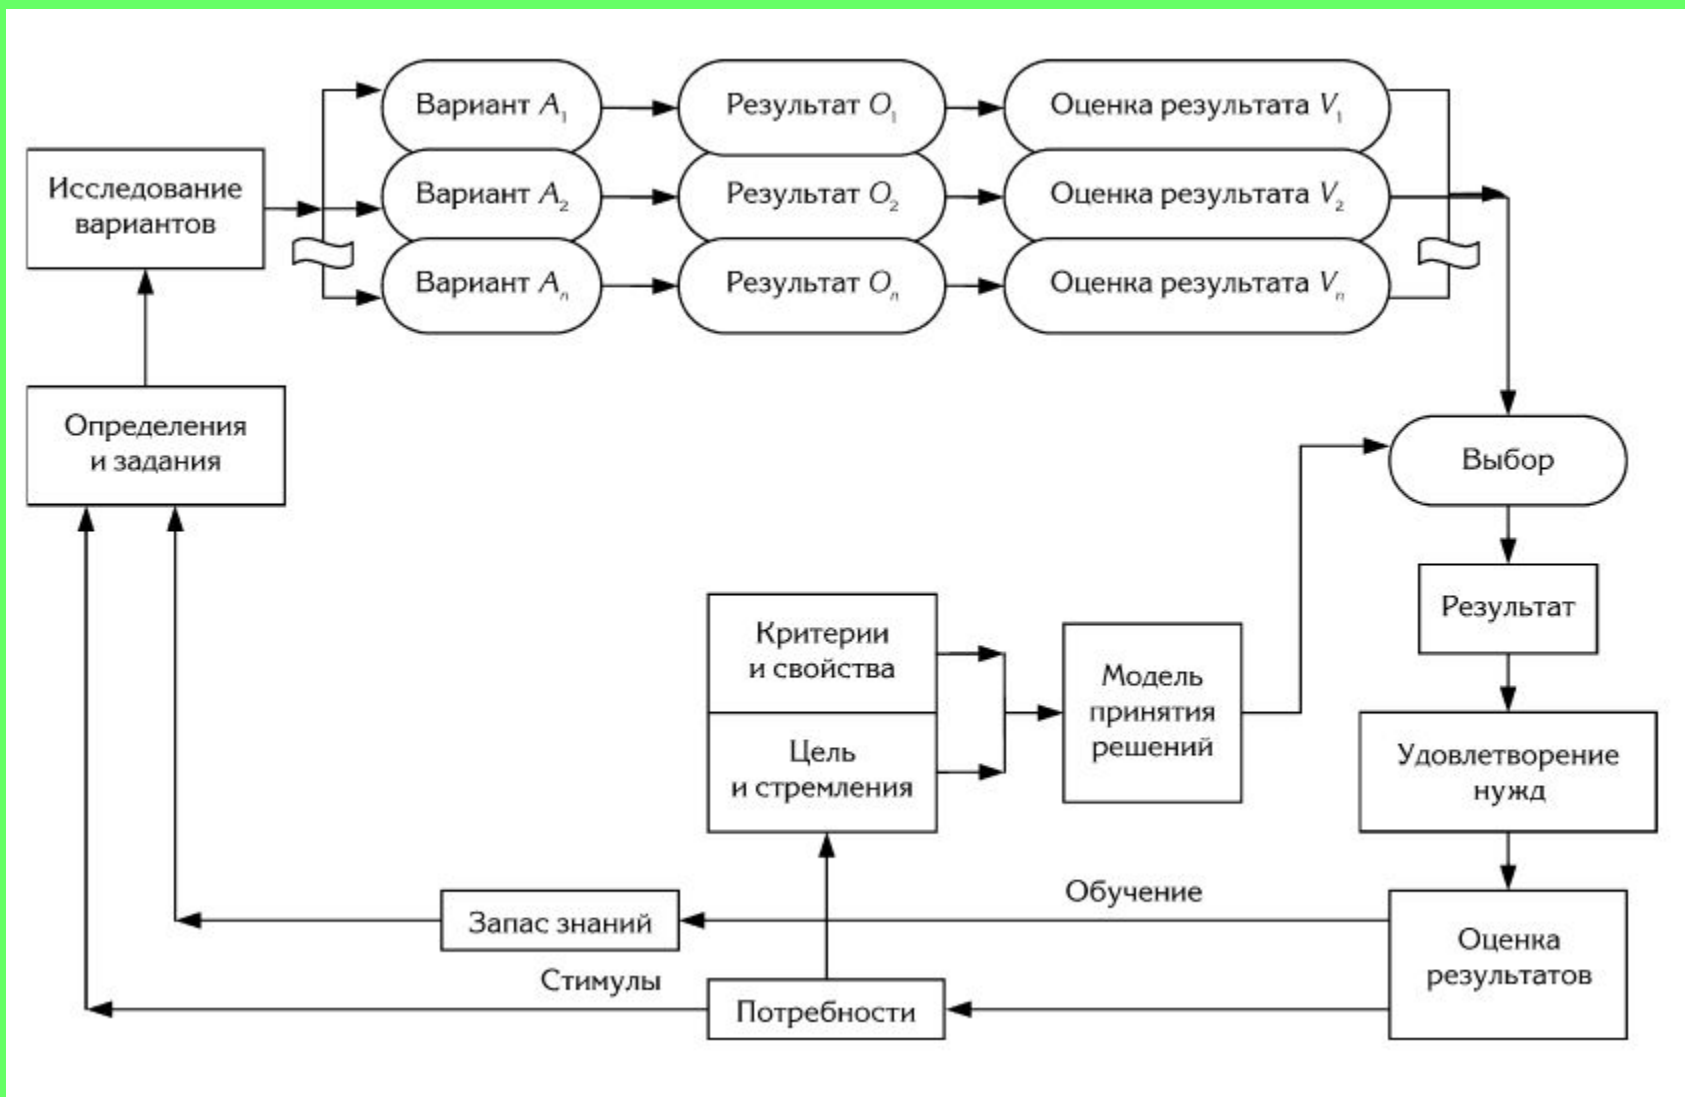 Вариант A₁
Результат O₁
Оценка результата V₁
Исследование
вариантов
Вариант A₂
Результат O₂
Оценка результата V₂
Вариант Aₙ
Результат Oₙ
Оценка результата Vₙ
Определения
и задания
Выбор
Результат
Критерии
и свойства
Модель
принятия
решений
Цель
и стремления
Удовлетворение
нужд
Обучение
Запас знаний
Оценка
результатов
Стимулы
Потребности